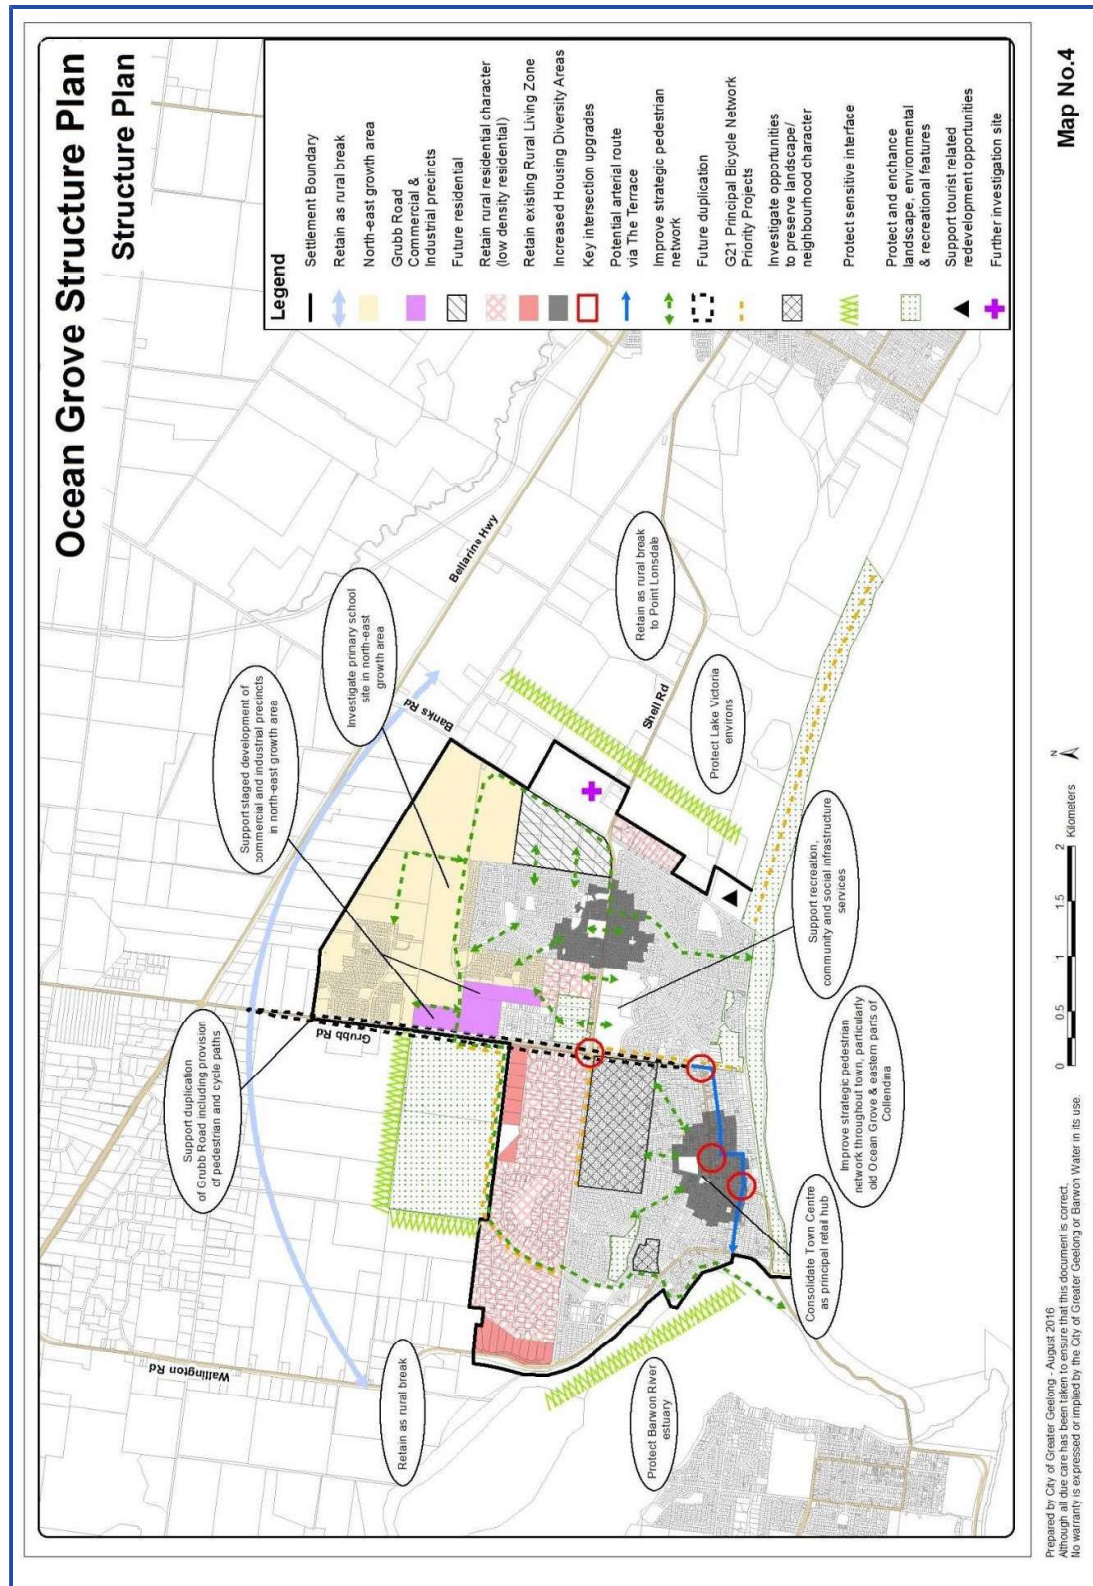 Ocean Grove Structure Plan
Structure Plan
Legend
Settlement Boundary
Retain as rural break
North-east growth area
Grubb Road
Commercial &
Industrial precincts
Future residential
Retain rural residential character
(low density residential)
Retain existing Rural Living Zone
Increased Housing Diversity Areas
Key intersection upgrades
Potential arterial route
via The Terrace
Improve strategic pedestrian
network
Future duplication
G21 Principal Bicycle Network
Priority Projects
Investigate opportunities
to preserve landscape/
neighbourhood character
Protect sensitive interface
Protect and enchance
landscape, environmental
& recreational features
Support tourist related
redevelopment opportunities
Further investigation site
Support duplication
of Grubb Road including provision
of pedestrian and cycle paths
Support staged development of
commercial and industrial precincts
in north-east growth area
Investigate primary school
site in north-east
growth area
Bellarine Hwy
Banks Rd
Grubb Rd
Wallington Rd
Shell Rd
Retain as rural break
Retain as rural break
to Point Lonsdale
Protect Lake Victoria
environs
Protect Barwon River
estuary
Consolidate Town Centre
as principal retail hub
Improve strategic pedestrian
network throughout town, particularly
old Ocean Grove & eastern parts of
Collendina
Support recreation,
community and social infrastructure
services
0 0.5 1 1.5 2
Kilometers
N
Prepared by City of Greater Geelong - August 2016
Although all due care has been taken to ensure that this document is correct,
No warranty is expressed or implied by the City of Greater Geelong or Barwon Water in its use.
Map No.4